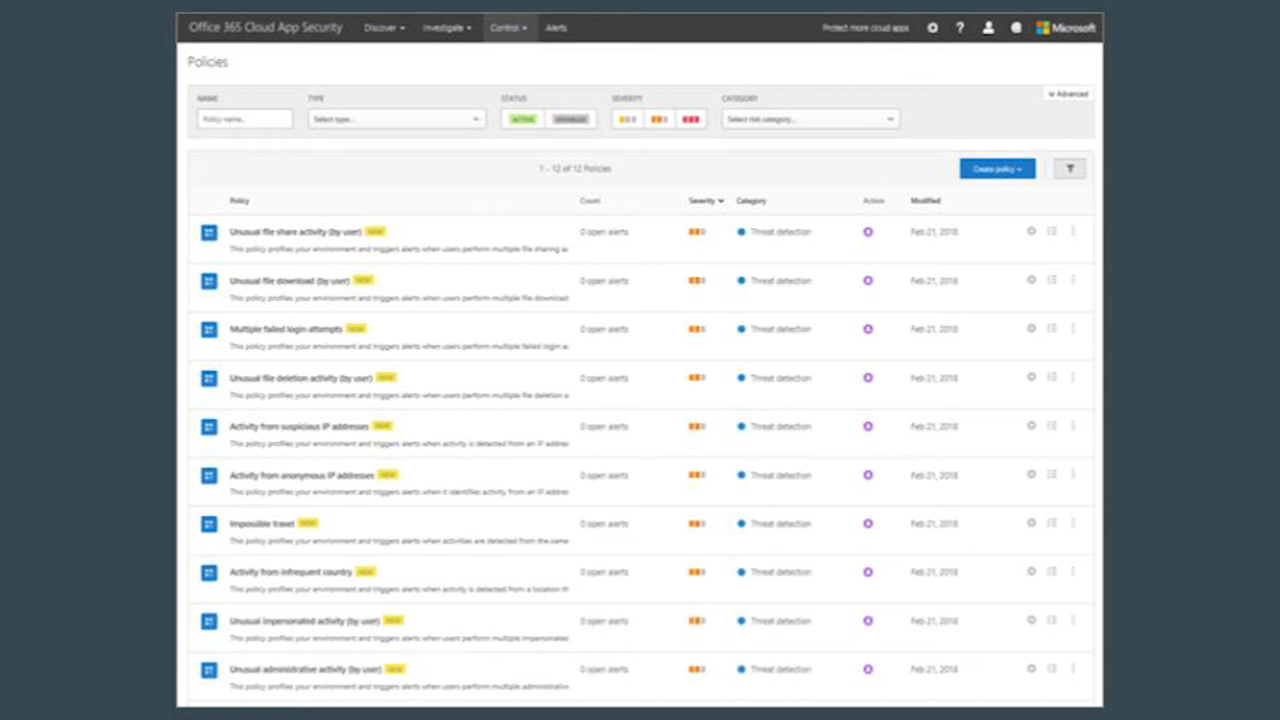 Office 365 Cloud App Security Discover Investigate Control Alerts Protect more cloud apps ? Microsoft
Policies
Advanced
NAME TYPE STATUS SEVERITY CATEGORY
Policy name... Select type... ACTIVE DISABLED Select risk category...
1 - 12 of 12 Policies Create policy
Policy Count Severity Category Action Modified
Unusual file share activity (by user) NEW 0 open alerts Threat detection Feb 21, 2018
This policy profiles your environment and triggers alerts when users perform multiple file sharing
Unusual file download (by user) NEW 0 open alerts Threat detection Feb 21, 2018
This policy profiles your environment and triggers alerts when users perform multiple file download
Multiple failed login attempts NEW 0 open alerts Threat detection Feb 21, 2018
This policy profiles your environment and triggers alerts when users perform multiple failed login
Unusual file deletion activity (by user) NEW 0 open alerts Threat detection Feb 21, 2018
This policy profiles your environment and triggers alerts when users perform multiple file deletion
Activity from suspicious IP addresses NEW 0 open alerts Threat detection Feb 21, 2018
This policy profiles your environment and triggers alerts when activity is detected from an IP addres
Activity from anonymous IP addresses NEW 0 open alerts Threat detection Feb 21, 2018
This policy profiles your environment and triggers alerts when it identifies activity from an IP addres
Impossible travel NEW 0 open alerts Threat detection Feb 21, 2018
This policy profiles your environment and triggers alerts when activities are detected from the same
Activity from infrequent country NEW 0 open alerts Threat detection Feb 21, 2018
This policy profiles your environment and triggers alerts when activity is detected from a location th
Unusual impersonated activity (by user) NEW 0 open alerts Threat detection Feb 21, 2018
This policy profiles your environment and triggers alerts when users perform multiple impersonated
Unusual administrative activity (by user) NEW 0 open alerts Threat detection Feb 21, 2018
This policy profiles your environment and triggers alerts when users perform multiple administrativ